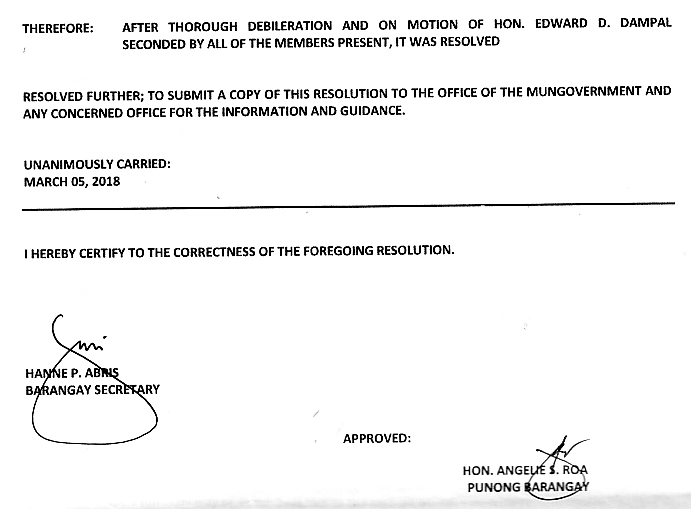 THEREFORE: AFTER THOROUGH DEBILERATION AND ON MOTION OF HON. EDWARD D. DAMPAL
SECONDED BY ALL OF THE MEMBERS PRESENT, IT WAS RESOLVED
RESOLVED FURTHER; TO SUBMIT A COPY OF THIS RESOLUTION TO THE OFFICE OF THE MUNGOVERNMENT AND
ANY CONCERNED OFFICE FOR THE INFORMATION AND GUIDANCE.
UNANIMOUSLY CARRIED:
MARCH 05, 2018
I HEREBY CERTIFY TO THE CORRECTNESS OF THE FOREGOING RESOLUTION.
HANNE P. ABRIS
BARANGAY SECRETARY
APPROVED:
HON. ANGELIE S. ROA
PUNONG BARANGAY